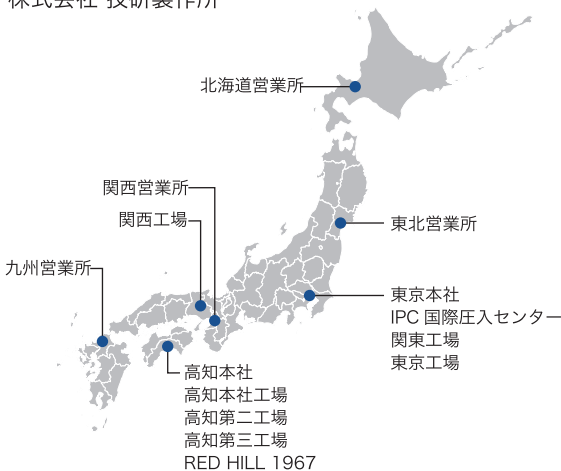 株式会社 技研製作所
北海道営業所
関西営業所
関西工場
東北営業所
九州営業所
東京本社
IPC 国際圧入センター
関東工場
東京工場
高知本社
高知本社工場
高知第二工場
高知第三工場
RED HILL 1967